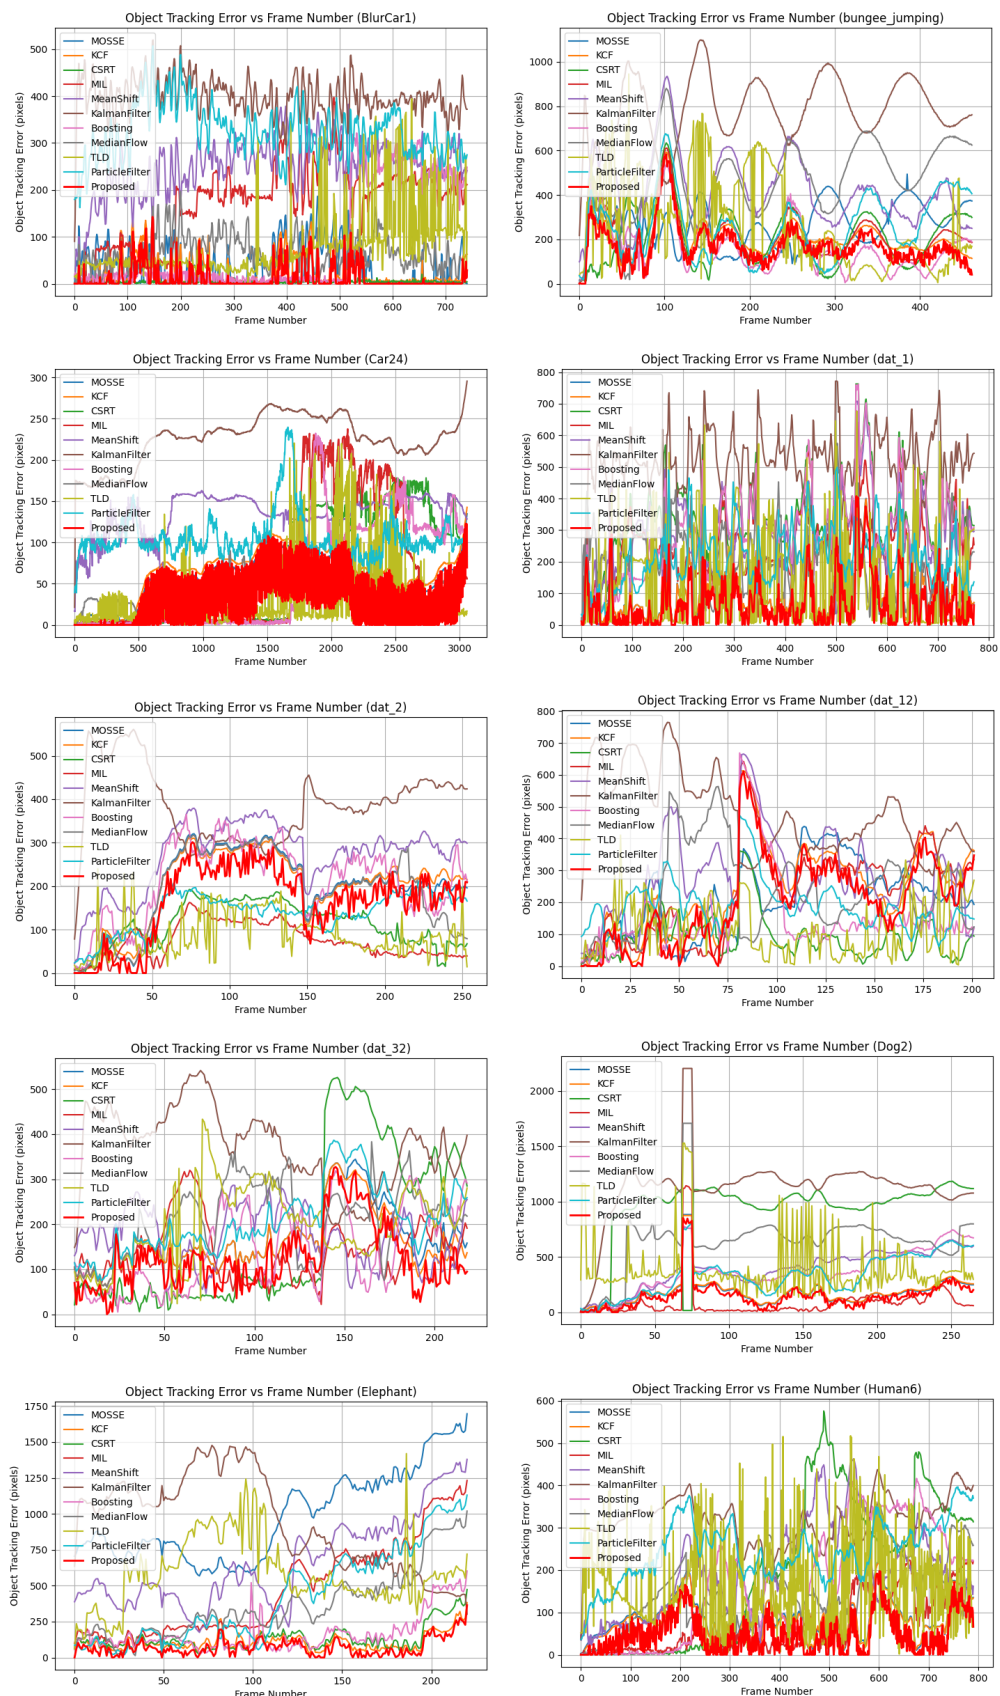 Object Tracking Error vs Frame Number (BlurCar1)
Object Tracking Error (pixels)
500
400
300
200
100
0
MOSSE
KCF
CSRT
MIL
MeanShift
KalmanFilter
Boosting
MedianFlow
TLD
ParticleFilter
Proposed
0 100 200 300 400 500 600 700
Frame Number
Object Tracking Error vs Frame Number (bungee_jumping)
Object Tracking Error (pixels)
1000
800
600
400
200
0
MOSSE
KCF
CSRT
MIL
MeanShift
KalmanFilter
Boosting
MedianFlow
TLD
ParticleFilter
Proposed
0 100 200 300 400
Frame Number
Object Tracking Error vs Frame Number (Car24)
Object Tracking Error (pixels)
300
250
200
150
100
50
0
MOSSE
KCF
CSRT
MIL
MeanShift
KalmanFilter
Boosting
MedianFlow
TLD
ParticleFilter
Proposed
0 500 1000 1500 2000 2500 3000
Frame Number
Object Tracking Error vs Frame Number (dat_1)
Object Tracking Error (pixels)
800
700
600
500
400
300
200
100
0
MOSSE
KCF
CSRT
MIL
MeanShift
KalmanFilter
Boosting
MedianFlow
TLD
ParticleFilter
Proposed
0 100 200 300 400 500 600 700 800
Frame Number
Object Tracking Error vs Frame Number (dat_2)
Object Tracking Error (pixels)
500
400
300
200
100
0
MOSSE
KCF
CSRT
MIL
MeanShift
KalmanFilter
Boosting
MedianFlow
TLD
ParticleFilter
Proposed
0 50 100 150 200 250
Frame Number
Object Tracking Error vs Frame Number (dat_12)
Object Tracking Error (pixels)
800
700
600
500
400
300
200
100
0
MOSSE
KCF
CSRT
MIL
MeanShift
KalmanFilter
Boosting
MedianFlow
TLD
ParticleFilter
Proposed
0 25 50 75 100 125 150 175 200
Frame Number
Object Tracking Error vs Frame Number (dat_32)
Object Tracking Error (pixels)
500
400
300
200
100
0
MOSSE
KCF
CSRT
MIL
MeanShift
KalmanFilter
Boosting
MedianFlow
TLD
ParticleFilter
Proposed
0 50 100 150 200
Frame Number
Object Tracking Error vs Frame Number (Dog2)
Object Tracking Error (pixels)
2000
1500
1000
500
0
MOSSE
KCF
CSRT
MIL
MeanShift
KalmanFilter
Boosting
MedianFlow
TLD
ParticleFilter
Proposed
0 50 100 150 200 250
Frame Number
Object Tracking Error vs Frame Number (Elephant)
Object Tracking Error (pixels)
1750
1500
1250
1000
750
500
250
0
MOSSE
KCF
CSRT
MIL
MeanShift
KalmanFilter
Boosting
MedianFlow
TLD
ParticleFilter
Proposed
0 50 100 150 200
Frame Number
Object Tracking Error vs Frame Number (Human6)
Object Tracking Error (pixels)
600
500
400
300
200
100
0
MOSSE
KCF
CSRT
MIL
MeanShift
KalmanFilter
Boosting
MedianFlow
TLD
ParticleFilter
Proposed
0 100 200 300 400 500 600 700 800
Frame Number